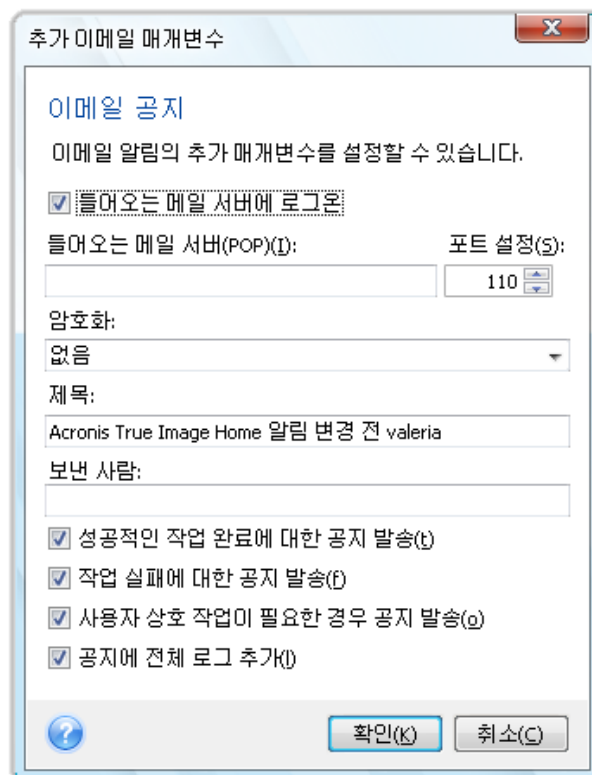 추가 이메일 매개변수
이메일 공지
이메일 알림의 추가 매개변수를 설정할 수 있습니다.
들어오는 메일 서버에 로그온
들어오는 메일 서버(POP)(I): 포트 설정(S):
110
암호화:
없음
제목:
Acronis True Image Home 알림 변경 전 valeria
보낸 사람:
성공적인 작업 완료에 대한 공지 발송(t)
작업 실패에 대한 공지 발송(f)
사용자 상호 작업이 필요한 경우 공지 발송(o)
공지에 전체 로그 추가(l)
확인(K) 취소(C)